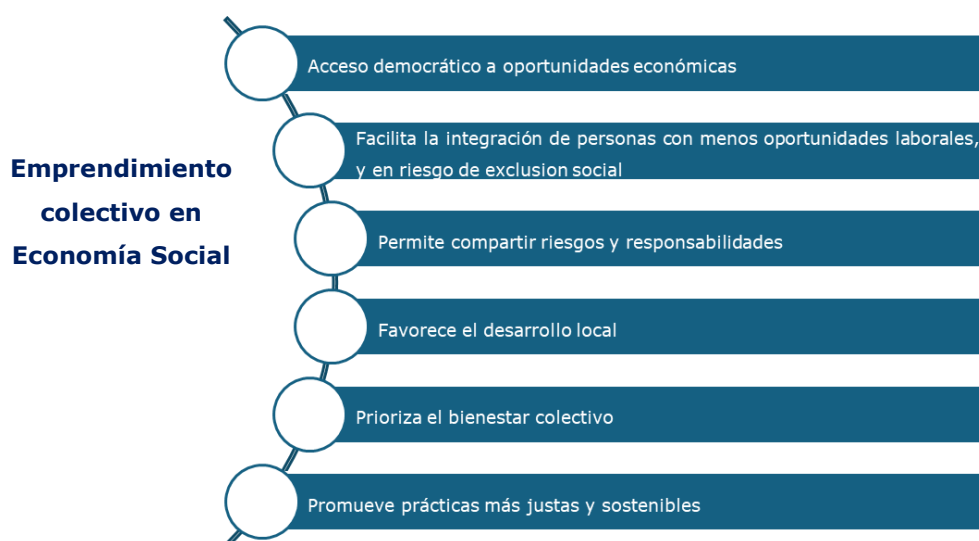 Emprendimiento
colectivo en
Economía Social
Acceso democrático a oportunidades económicas
Facilita la integración de personas con menos oportunidades laborales,
y en riesgo de exclusion social
Permite compartir riesgos y responsabilidades
Favorece el desarrollo local
Prioriza el bienestar colectivo
Promueve prácticas más justas y sostenibles